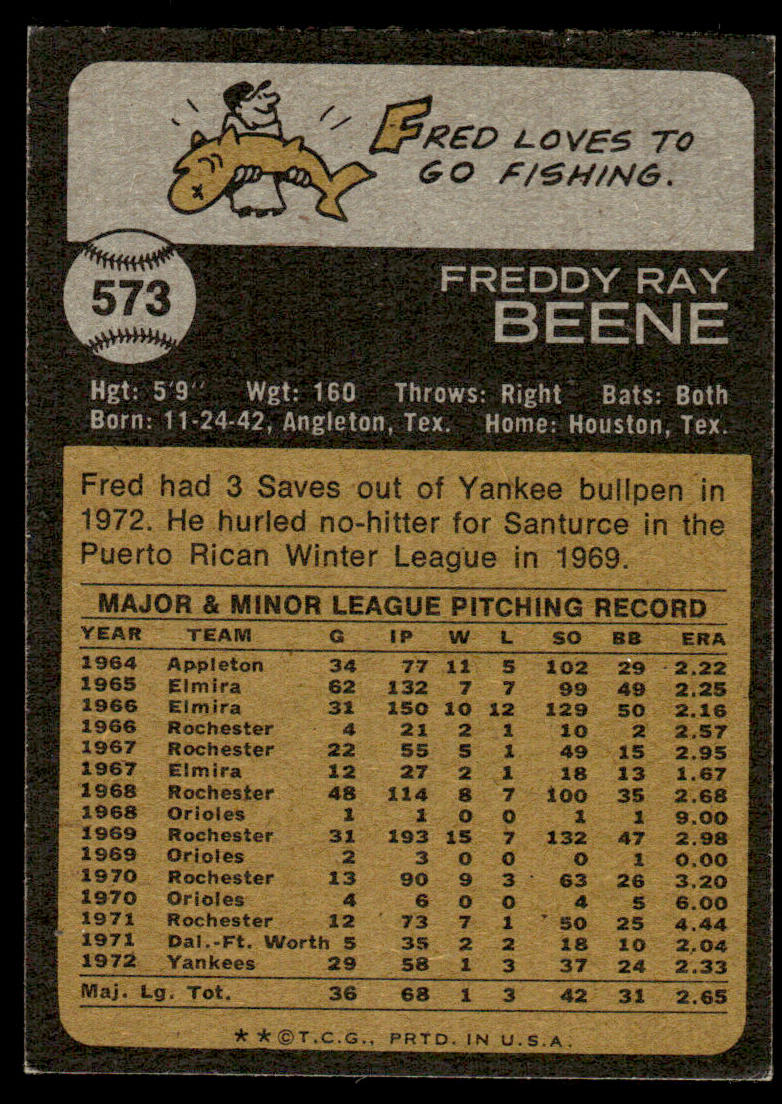 FRED LOVES TO
GO FISHING.
573
FREDDY RAY
BEENE
Hgt: 5'9" Wgt: 160 Throws: Right Bats: Both
Born: 11-24-42, Angleton, Tex. Home: Houston, Tex.
Fred had 3 Saves out of Yankee bullpen in
1972. He hurled no-hitter for Santurce in the
Puerto Rican Winter League in 1969.
MAJOR & MINOR LEAGUE PITCHING RECORD
YEAR TEAM G IP W L SO BB ERA
1964 Appleton 34 77 11 5 102 29 2.22
1965 Elmira 62 132 7 7 99 49 2.25
1966 Elmira 31 150 10 12 129 50 2.16
1966 Rochester 4 21 2 1 10 2 2.57
1967 Rochester 22 55 5 1 49 15 2.95
1967 Elmira 12 27 2 1 18 13 1.67
1968 Rochester 48 114 8 7 100 35 2.68
1968 Orioles 1 1 0 0 1 1 9.00
1969 Rochester 31 193 15 7 132 47 2.98
1969 Orioles 2 3 0 0 0 1 0.00
1970 Rochester 13 90 9 3 63 26 3.20
1970 Orioles 4 6 0 0 4 5 6.00
1971 Rochester 12 73 7 1 50 25 4.44
1971 Dal.-Ft. Worth 5 35 2 2 18 10 2.04
1972 Yankees 29 58 1 3 37 24 2.33
Maj. Lg. Tot. 36 68 1 3 42 31 2.65
**©T.C.G., PRTD. IN U.S.A.